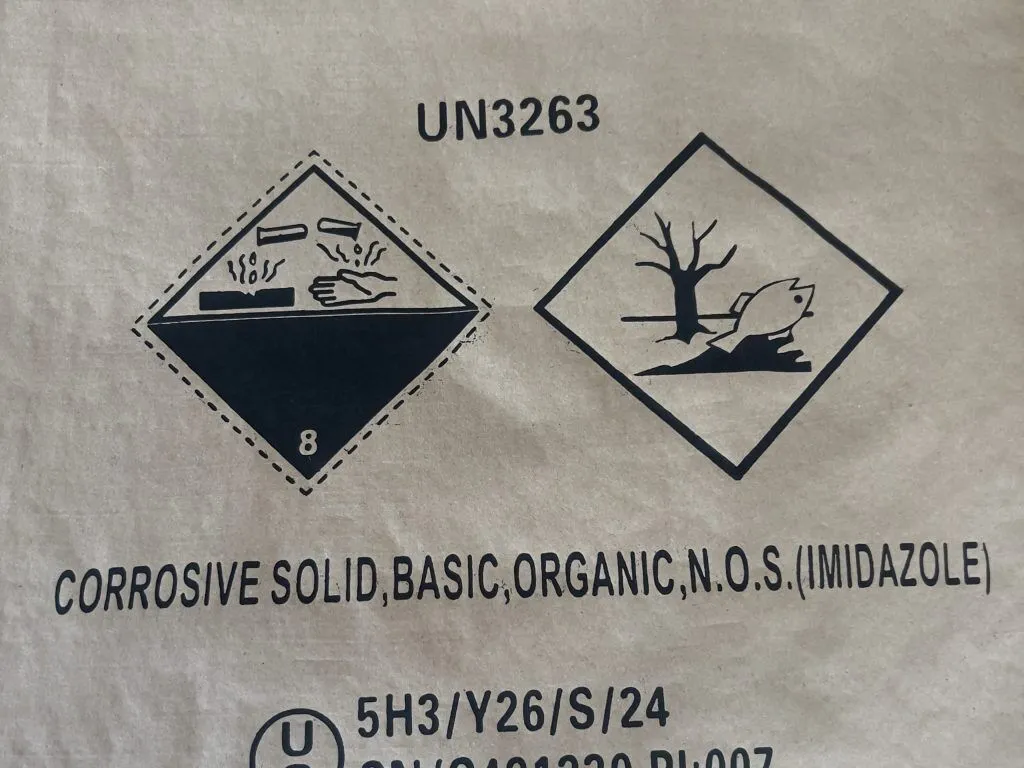 UN3263
8
CORROSIVE SOLID,BASIC,ORGANIC,N.O.S.(IMIDAZOLE)
U
5H3/Y26/S/24